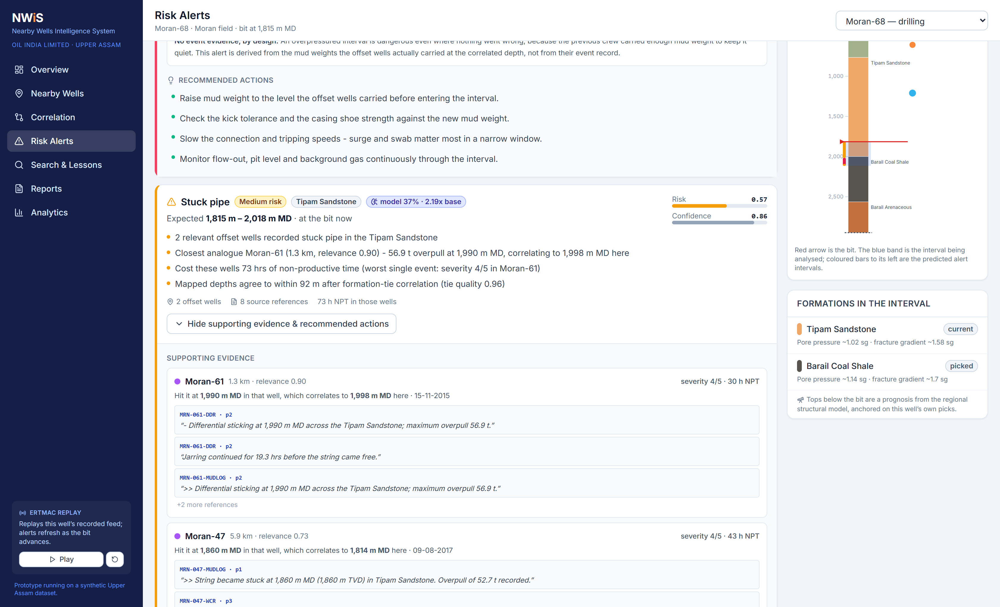 NWiS
Nearby Wells Intelligence System
OIL INDIA LIMITED · UPPER ASSAM
Overview
Nearby Wells
Correlation
Risk Alerts
Search & Lessons
Reports
Analytics
ERTMAC REPLAY
Replays this well’s recorded feed;
alerts refresh as the bit
advances.
Play
Prototype running on a synthetic Upper
Assam dataset.
Risk Alerts
Moran-68 · Moran field · bit at 1,815 m MD
Moran-68 — drilling
No event evidence, by design. An overpressured interval is dangerous even where nothing went wrong, because the previous crew carried enough mud weight to keep it
quiet. This alert is derived from the mud weights the offset wells actually carried at the correlated depth, not from their event record.
RECOMMENDED ACTIONS
Raise mud weight to the level the offset wells carried before entering the interval.
Check the kick tolerance and the casing shoe strength against the new mud weight.
Slow the connection and tripping speeds - surge and swab matter most in a narrow window.
Monitor flow-out, pit level and background gas continuously through the interval.
Stuck pipe
Medium risk
Tipam Sandstone
model 37% · 2.19x base
Risk 0.57
Confidence 0.86
Expected 1,815 m – 2,018 m MD · at the bit now
2 relevant offset wells recorded stuck pipe in the Tipam Sandstone
Closest analogue Moran-61 (1.3 km, relevance 0.90) - 56.9 t overpull at 1,990 m MD, correlating to 1,998 m MD here
Cost these wells 73 hrs of non-productive time (worst single event: severity 4/5 in Moran-61)
Mapped depths agree to within 92 m after formation-tie correlation (tie quality 0.96)
2 offset wells 8 source references 73 h NPT in those wells
Hide supporting evidence & recommended actions
SUPPORTING EVIDENCE
Moran-61 1.3 km · relevance 0.90 severity 4/5 · 30 h NPT
Hit it at 1,990 m MD in that well, which correlates to 1,998 m MD here · 15-11-2015
MRN-061-DDR · p2
“- Differential sticking at 1,990 m MD across the Tipam Sandstone; maximum overpull 56.9 t.”
MRN-061-DDR · p2
“Jarring continued for 19.3 hrs before the string came free.”
MRN-061-MUDLOG · p2
“>> Differential sticking at 1,990 m MD across the Tipam Sandstone; maximum overpull 56.9 t.”
+2 more references
Moran-47 5.9 km · relevance 0.73 severity 4/5 · 43 h NPT
Hit it at 1,860 m MD in that well, which correlates to 1,814 m MD here · 09-08-2017
MRN-047-MUDLOG · p1
“>> String became stuck at 1,860 m MD (1,860 m TVD) in Tipam Sandstone. Overpull of 52.7 t recorded.”
MRN-047-WCR · p3
Tipam Sandstone
1,000
1,500
2,000
Barail Coal Shale
2,500
Barail Arenaceous
Red arrow is the bit. The blue band is the interval being
analysed; coloured bars to its left are the predicted alert
intervals.
FORMATIONS IN THE INTERVAL
Tipam Sandstone current
Pore pressure ~1.02 sg · fracture gradient ~1.58 sg
Barail Coal Shale picked
Pore pressure ~1.14 sg · fracture gradient ~1.7 sg
Tops below the bit are a prognosis from the regional
structural model, anchored on this well’s own picks.